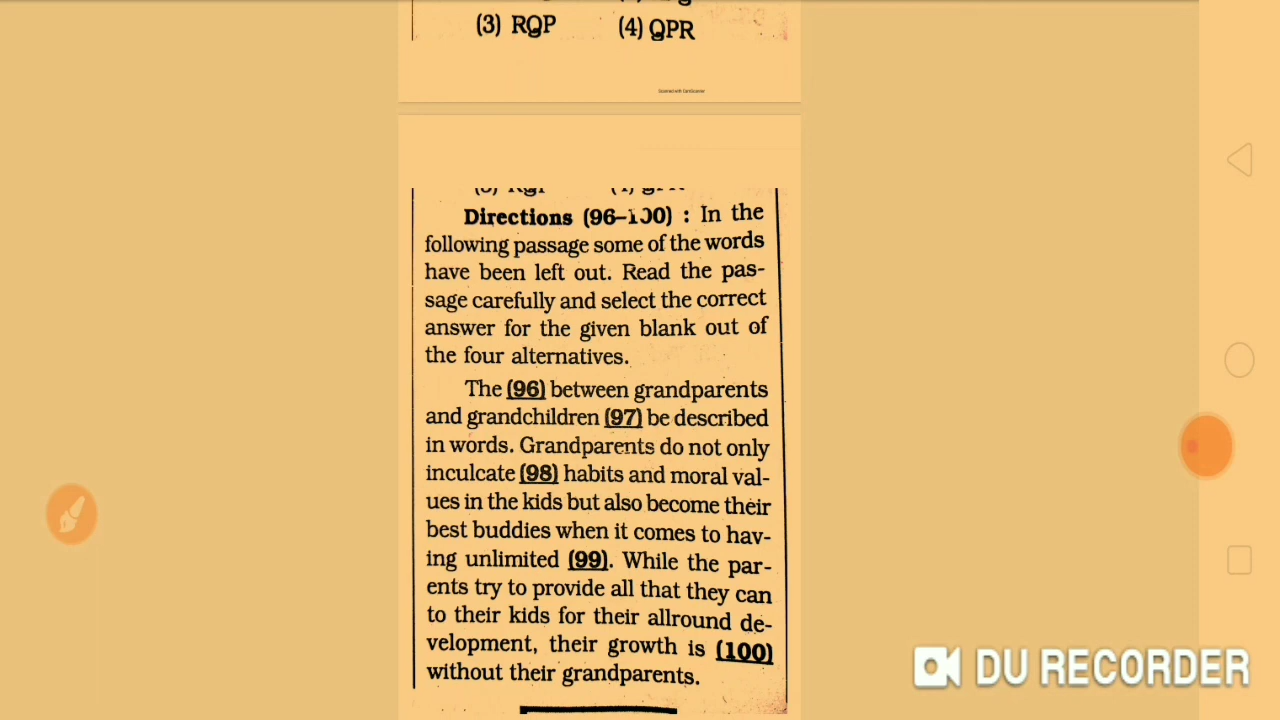 (3) RQP (4) QPR
Scanned with CamScanner
Directions (96–100) : In the
following passage some of the words
have been left out. Read the pas-
sage carefully and select the correct
answer for the given blank out of
the four alternatives.
The (96) between grandparents
and grandchildren (97) be described
in words. Grandparents do not only
inculcate (98) habits and moral val-
ues in the kids but also become their
best buddies when it comes to hav-
ing unlimited (99). While the par-
ents try to provide all that they can
to their kids for their allround de-
velopment, their growth is (100)
without their grandparents.
DU RECORDER